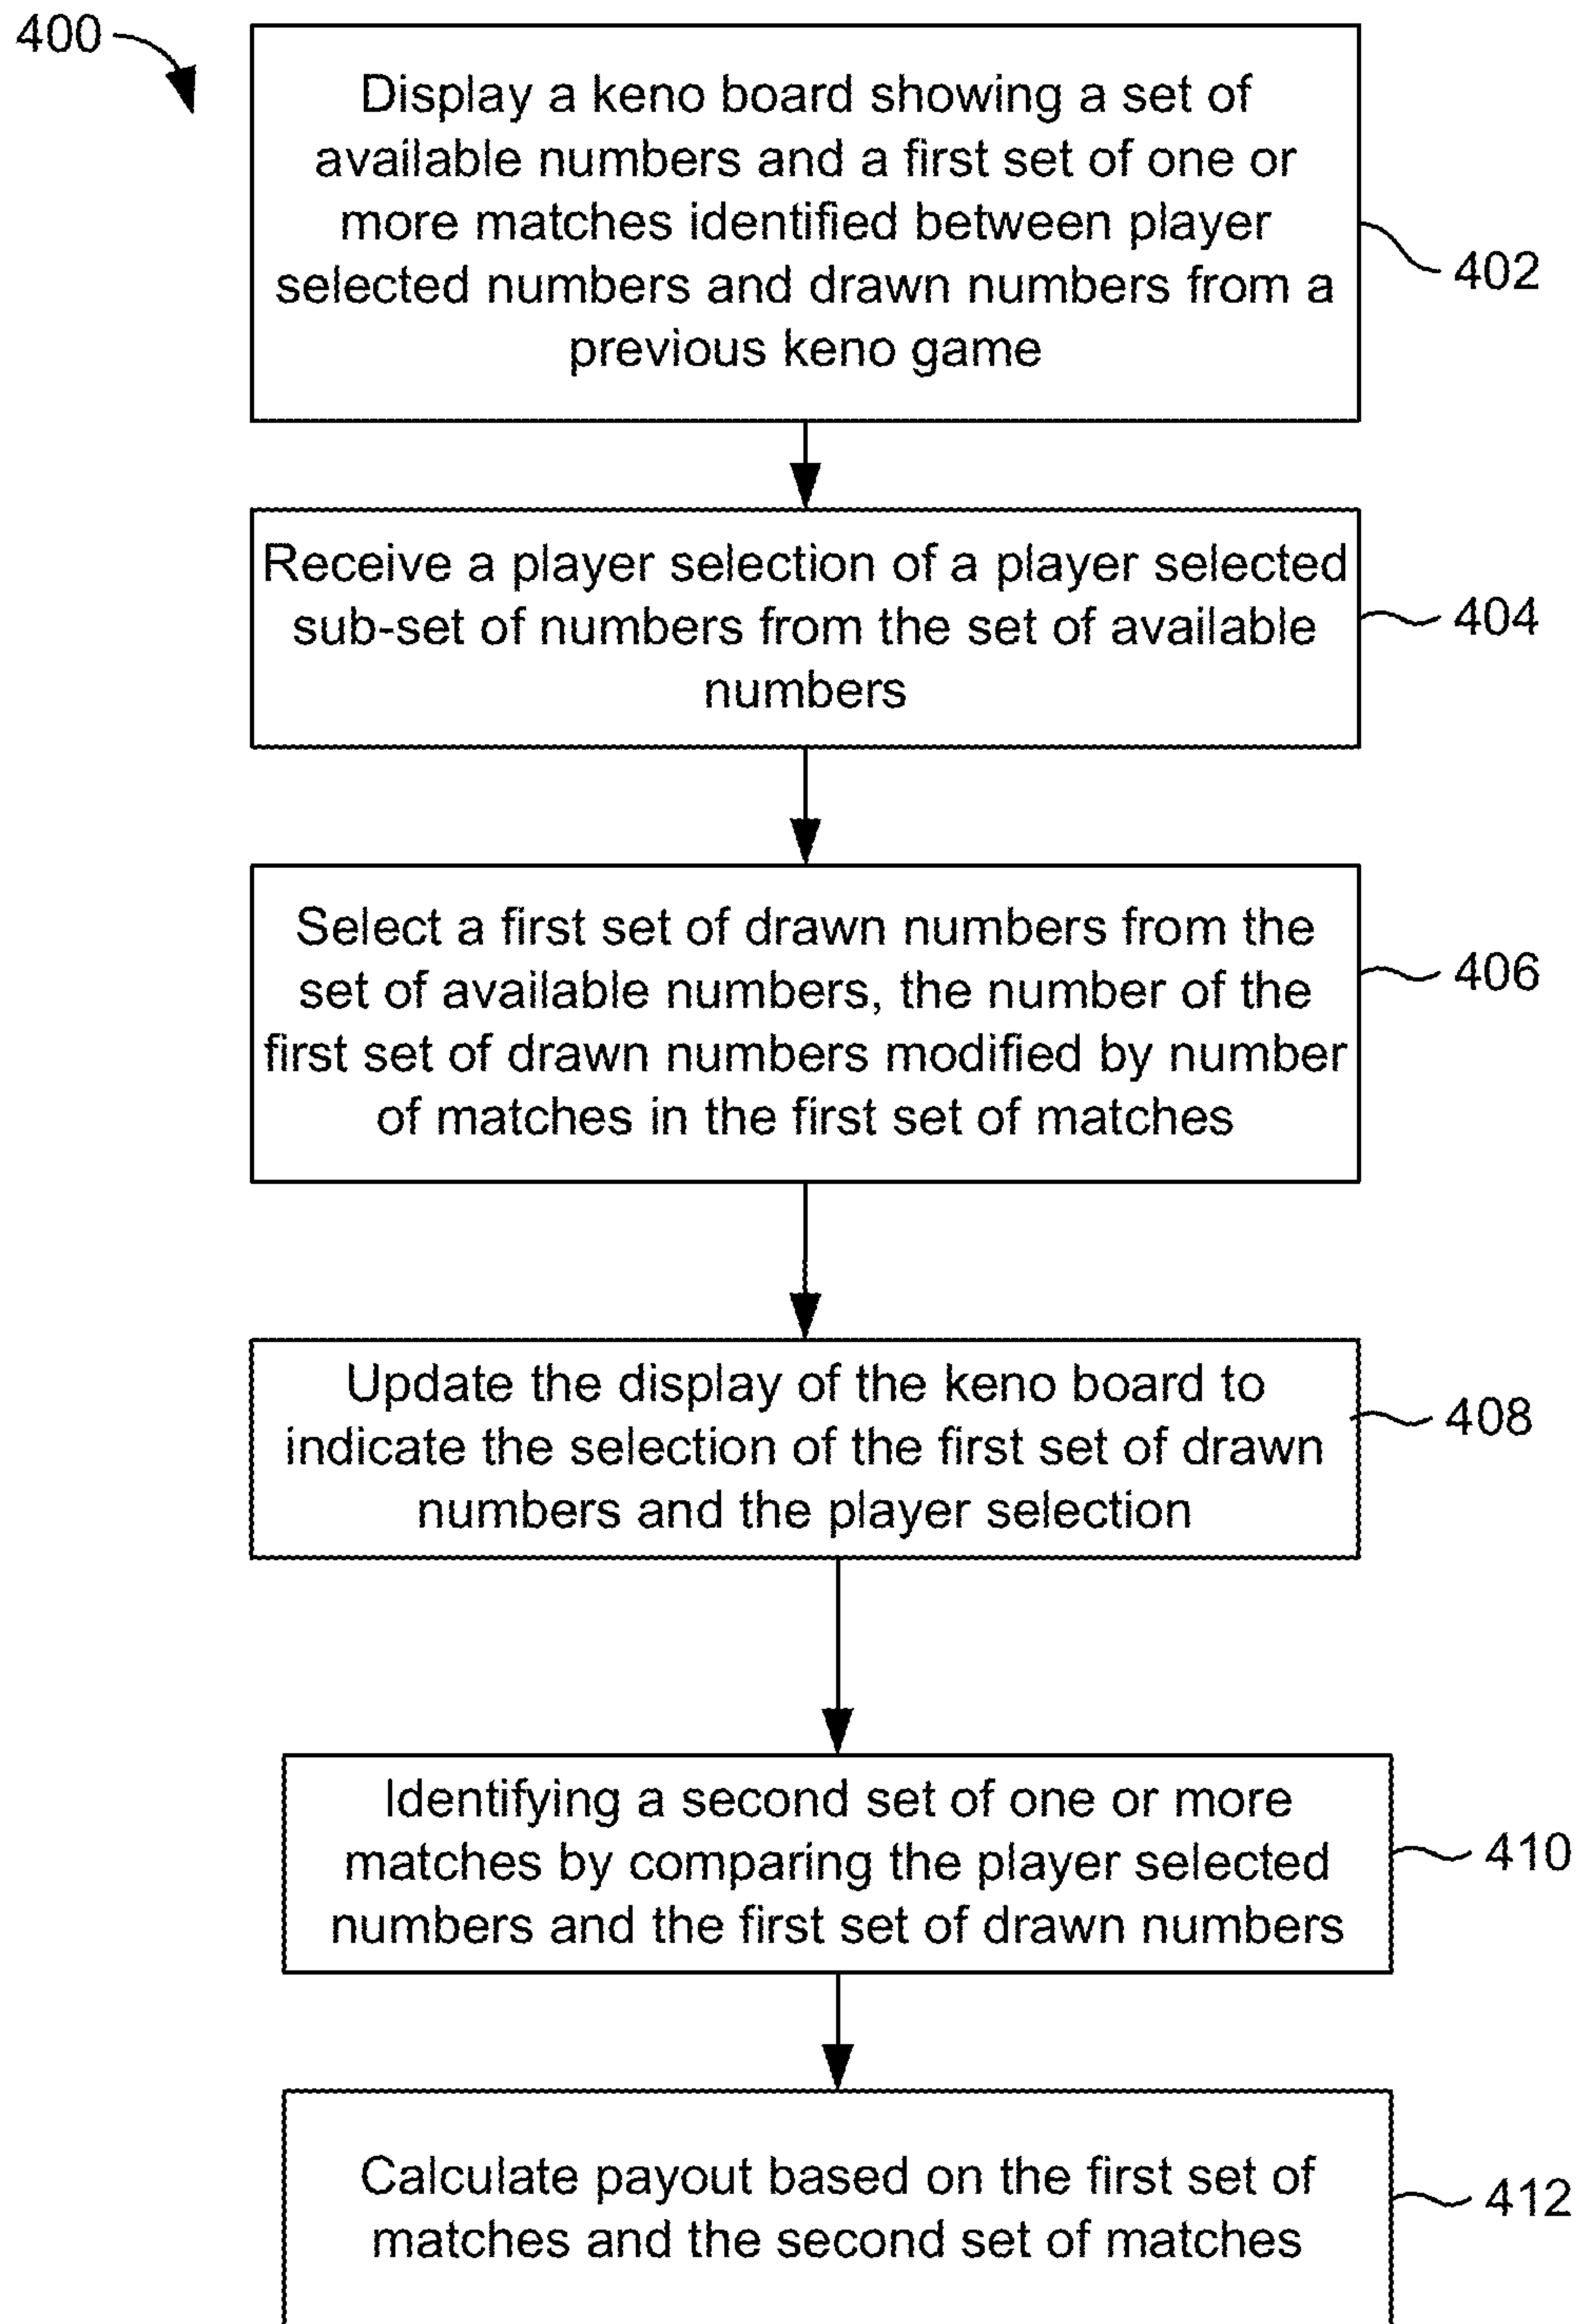 400
Display a keno board showing a set of
available numbers and a first set of one or
more matches identified between player
selected numbers and drawn numbers from a
previous keno game
402
Receive a player selection of a player selected
sub-set of numbers from the set of available
numbers
404
Select a first set of drawn numbers from the
set of available numbers, the number of the
first set of drawn numbers modified by number
of matches in the first set of matches
406
Update the display of the keno board to
indicate the selection of the first set of drawn
numbers and the player selection
408
Identifying a second set of one or more
matches by comparing the player selected
numbers and the first set of drawn numbers
410
Calculate payout based on the first set of
matches and the second set of matches
412